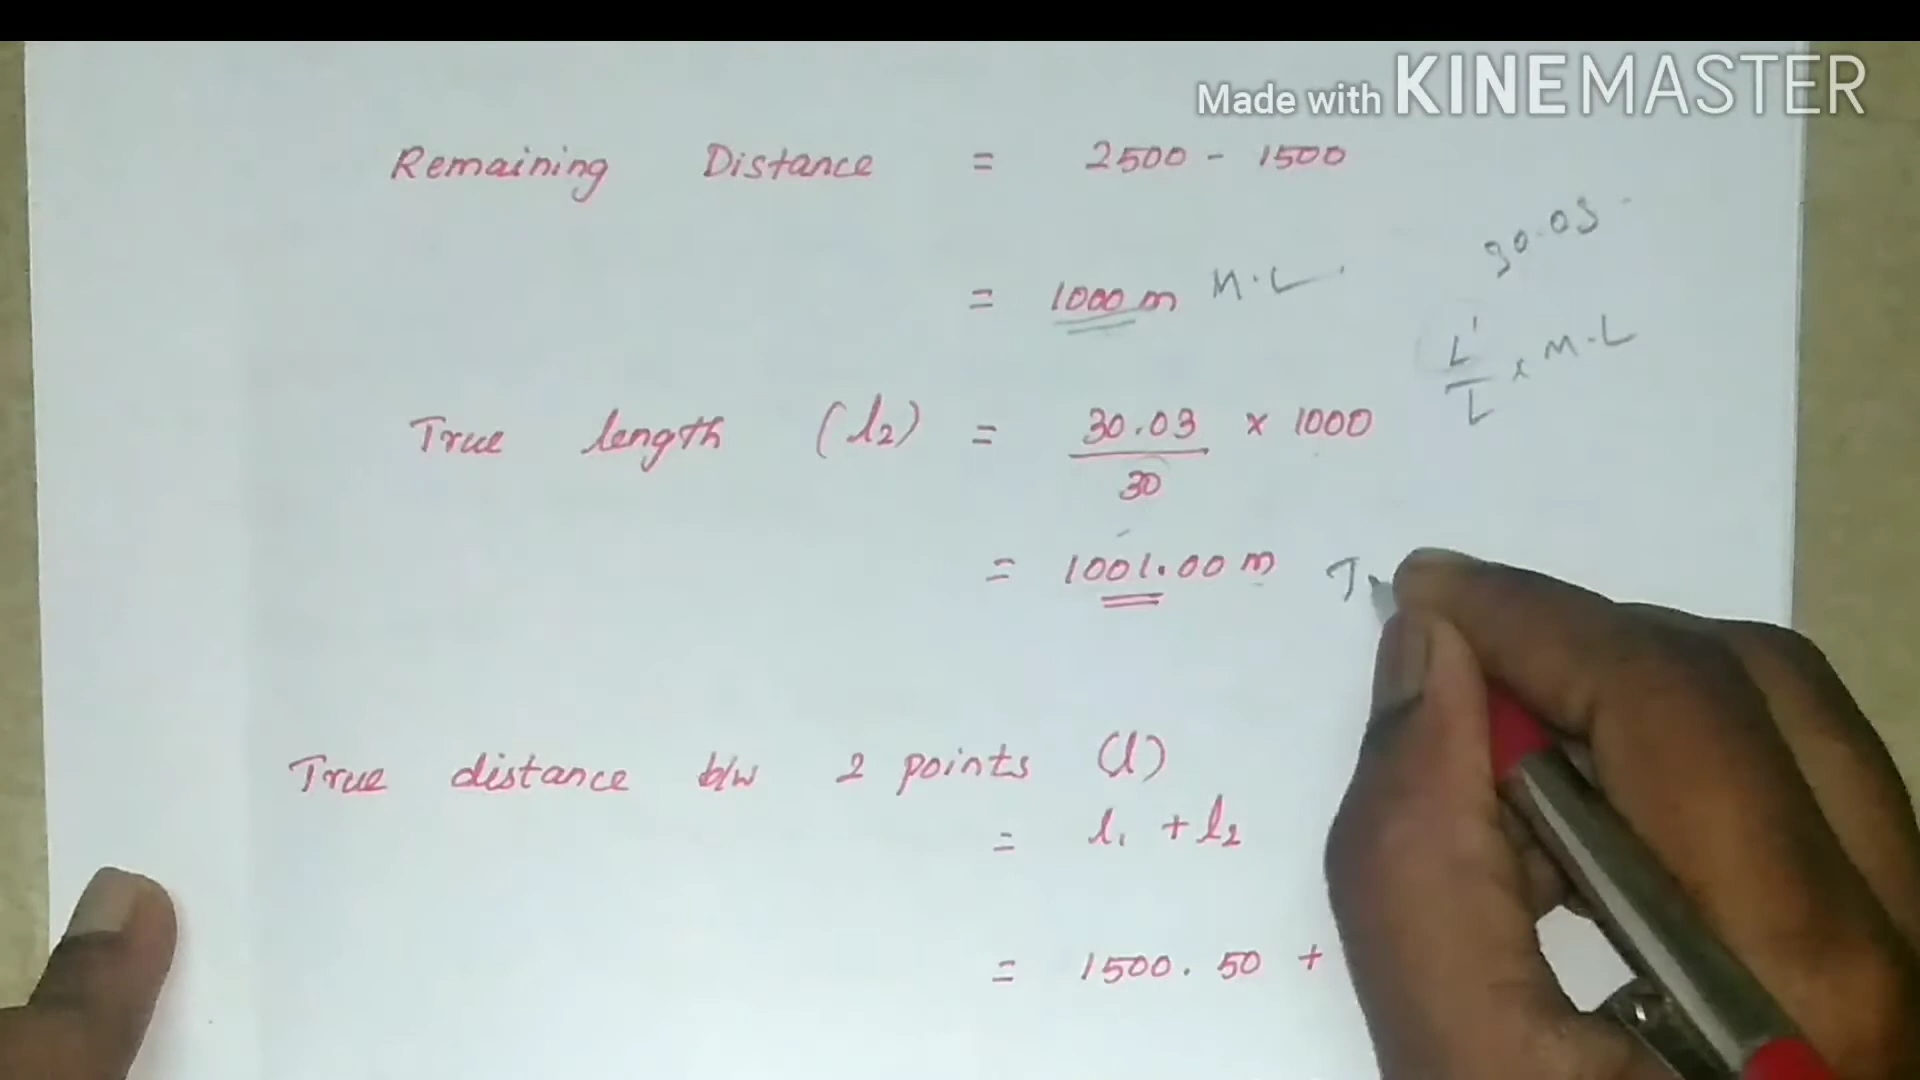 Made with KINEMASTER
Remaining Distance = 2500 - 1500
30.03
= 1000 m M.L
L'/L x M.L
True length (l2) = 30.03/30 x 1000
= 1001.00 m T
True distance b/w 2 points (l)
= l1 + l2
= 1500.50 +